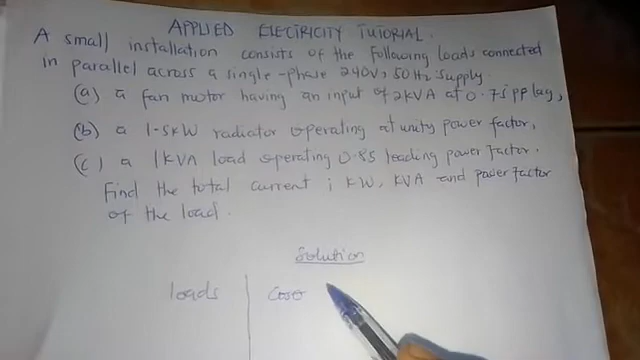 APPLIED ELECTRICITY TUTORIAL.
A small installation consists of the following loads connected
in parallel across a single-phase 240V, 50Hz supply.
(a) a fan motor having an input of 2KVA at 0.75 pp lag,
(b) a 1.5KW radiator operating at unity power factor,
(c) a 1KVA load operating 0.85 leading power factor.
Find the total current i KW, KVA and power factor
of the load.
Solution
loads | Cosθ